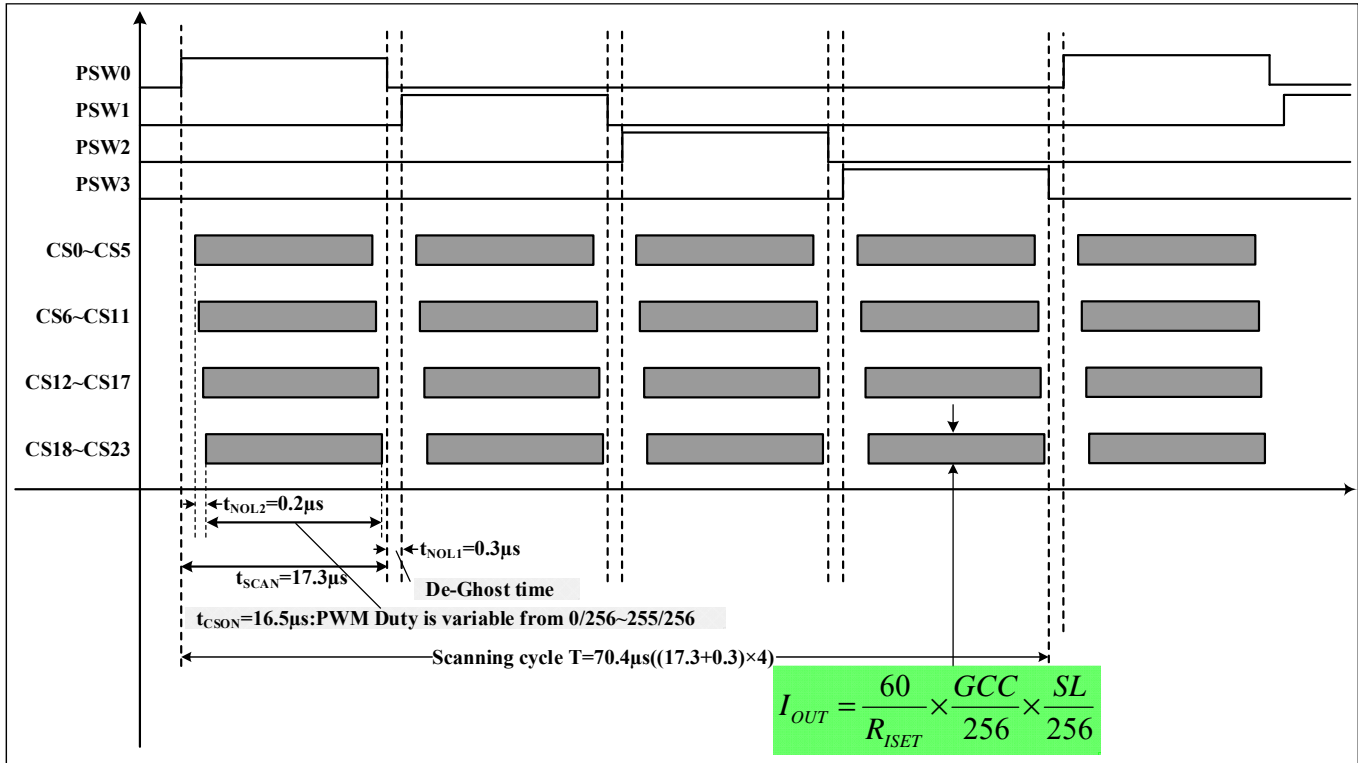 PSW0
PSW1
PSW2
PSW3
CS0~CS5
CS6~CS11
CS12~CS17
CS18~CS23
tNOL2=0.2µs
tNOL1=0.3µs
tSCAN=17.3µs
De-Ghost time
tCSON=16.5µs:PWM Duty is variable from 0/256~255/256
Scanning cycle T=70.4µs((17.3+0.3)×4)
IOUT = 60/RISET × GCC/256 × SL/256